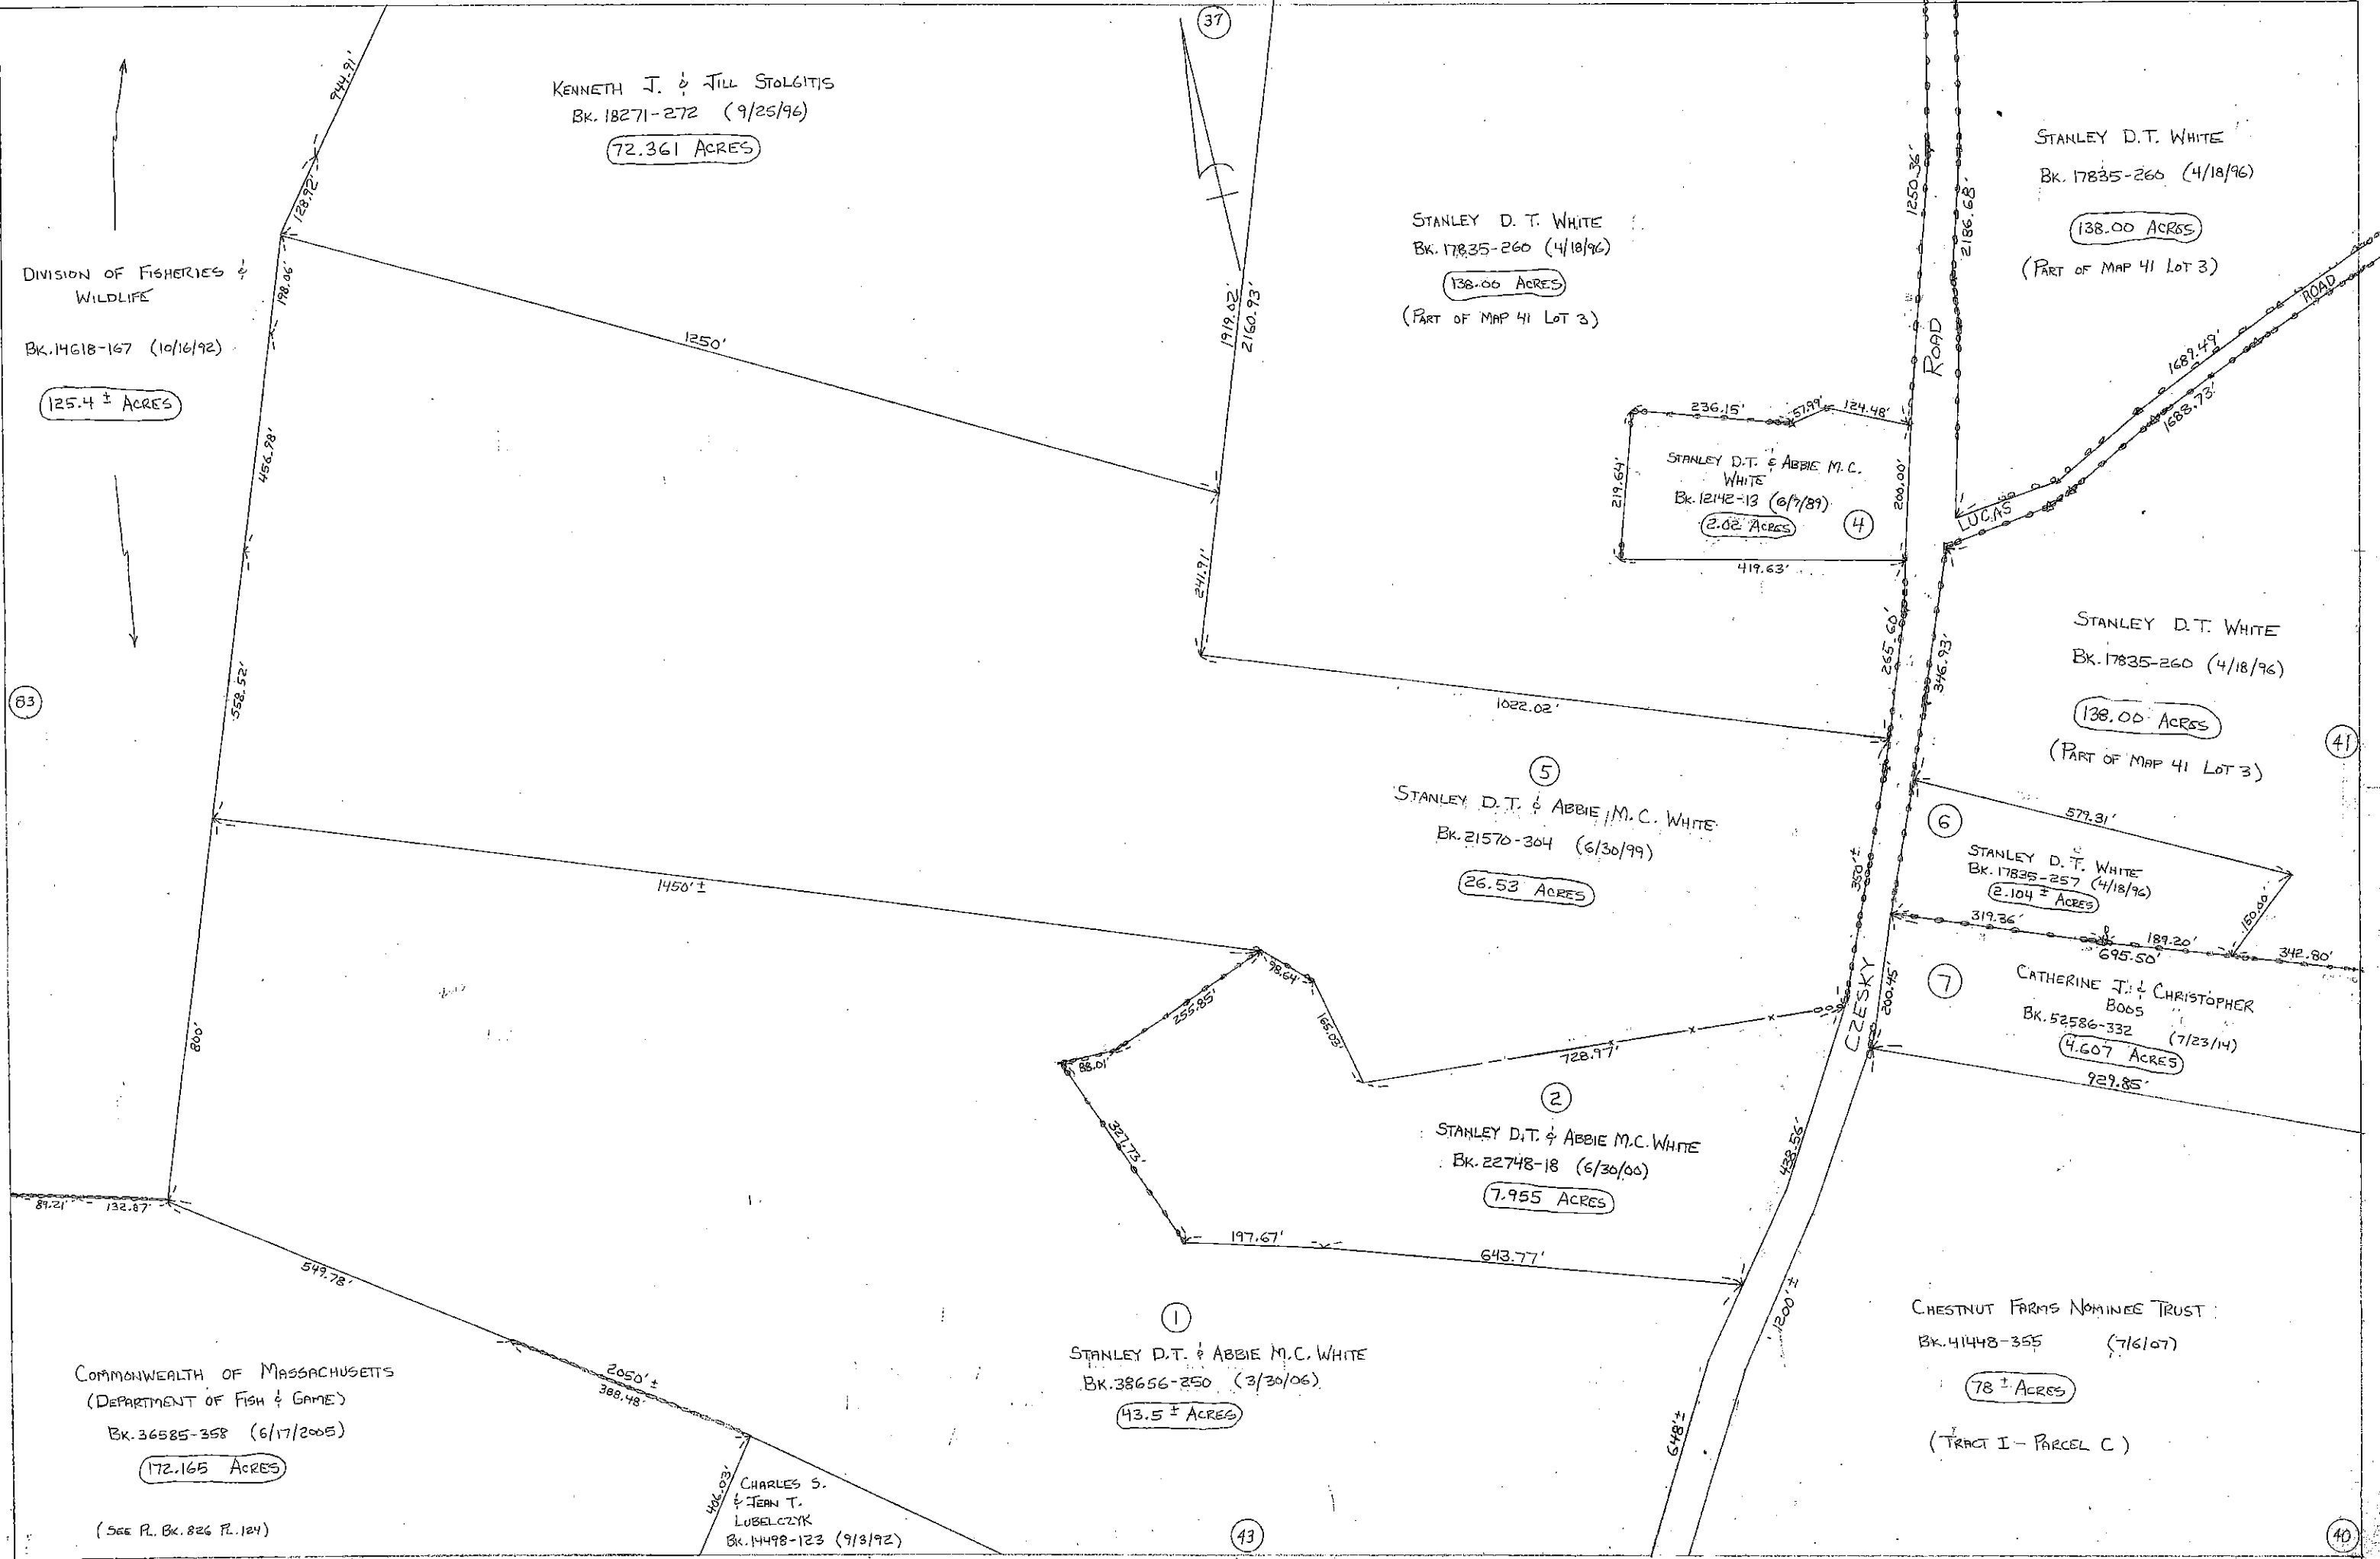 37
944.91'
KENNETH J. & JILL STOLGITIS
BK. 18271-272 (9/25/96)
72.361 ACRES
128.92'
198.06'
DIVISION OF FISHERIES &
WILDLIFE
BK.14618-167 (10/16/92)
125.4 ± ACRES
456.98'
558.52'
83
1250'
1919.02'
2160.93'
241.91'
STANLEY D. T. WHITE
BK. 17835-260 (4/18/96)
138.00 ACRES
(PART OF MAP 41 LOT 3)
1250.36'
ROAD
2186.68'
STANLEY D.T. WHITE
BK. 17835-260 (4/18/96)
138.00 ACRES
(PART OF MAP 41 LOT 3)
1689.49'
ROAD
1688.73'
LUCAS
236.15'
57.99'
124.48'
219.64'
STANLEY D.T. & ABBIE M.C.
WHITE
BK. 12142-13 (6/7/89)
2.02 ACRES
4
200.00'
419.63'
265.60'
346.93'
1022.02'
STANLEY D.T. WHITE
BK. 17835-260 (4/18/96)
138.00 ACRES
(PART OF MAP 41 LOT 3)
41
5
STANLEY D.T. & ABBIE M.C. WHITE
BK. 21570-304 (6/30/99)
26.53 ACRES
350'±
6
579.31'
STANLEY D.T. WHITE
BK. 17835-257 (4/18/96)
2.104 ± ACRES
150.00'
319.36'
189.20'
695.50'
342.80'
7
CATHERINE J. & CHRISTOPHER
BOOS
BK. 52586-332 (7/23/14)
4.607 ACRES
929.85'
CZESKY
200.45'
1450'±
98.64'
255.85'
165.03'
88.01'
327.73'
728.97'
2
STANLEY D.T. & ABBIE M.C. WHITE
BK. 22748-18 (6/30/00)
7.955 ACRES
438.56'
197.67'
643.77'
800'
89.21'
132.87'
549.78'
2050'±
388.48'
1
STANLEY D.T. & ABBIE M.C. WHITE
BK.38656-250 (3/30/06)
43.5 ± ACRES
648'±
1200'±
CHESTNUT FARMS NOMINEE TRUST
BK.41448-355 (7/6/07)
78 ± ACRES
(TRACT I - PARCEL C)
COMMONWEALTH OF MASSACHUSETTS
(DEPARTMENT OF FISH & GAME)
BK.36585-358 (6/17/2005)
172.165 ACRES
(SEE PL. BK. 826 PL. 124)
406.03'
CHARLES S.
& JEAN T.
LUBELCZYK
BK. 14498-123 (9/3/92)
43
40